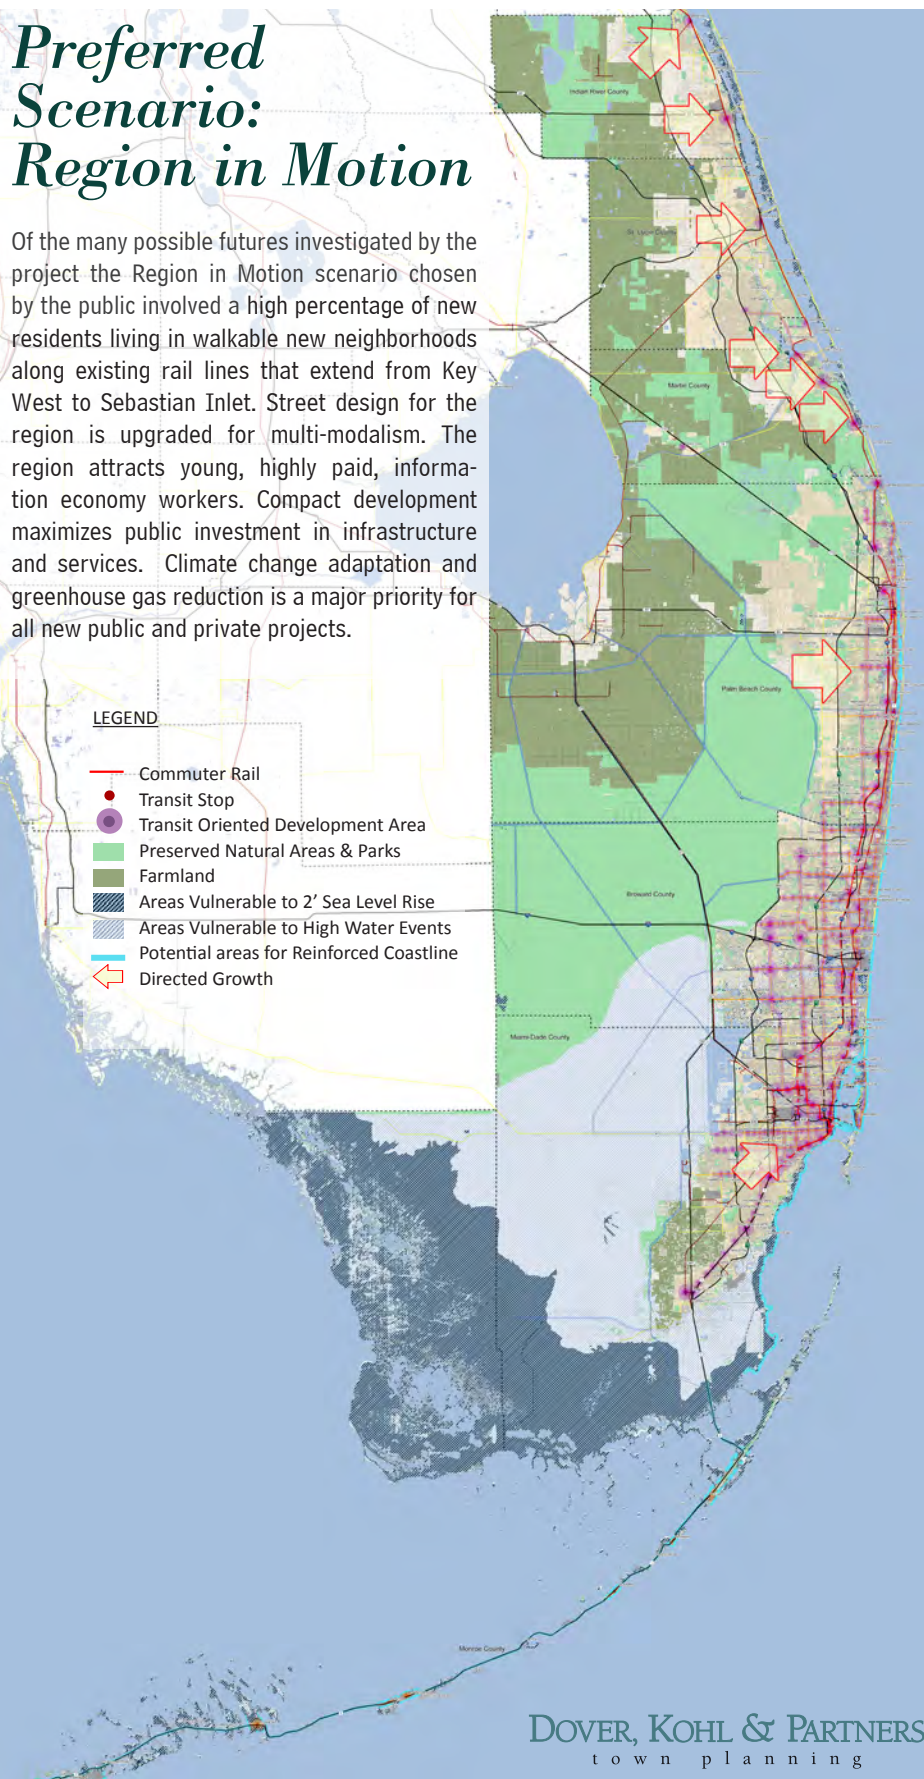 Preferred
Scenario:
Region in Motion
Of the many possible futures investigated by the
project the Region in Motion scenario chosen
by the public involved a high percentage of new
residents living in walkable new neighborhoods
along existing rail lines that extend from Key
West to Sebastian Inlet. Street design for the
region is upgraded for multi-modalism. The
region attracts young, highly paid, informa-
tion economy workers. Compact development
maximizes public investment in infrastructure
and services. Climate change adaptation and
greenhouse gas reduction is a major priority for
all new public and private projects.
LEGEND
Commuter Rail
Transit Stop
Transit Oriented Development Area
Preserved Natural Areas & Parks
Farmland
Areas Vulnerable to 2' Sea Level Rise
Areas Vulnerable to High Water Events
Potential areas for Reinforced Coastline
Directed Growth
Indian River County
St. Lucie County
Martin County
Palm Beach County
Broward County
Miami-Dade County
Monroe County
DOVER, KOHL & PARTNERS
town planning